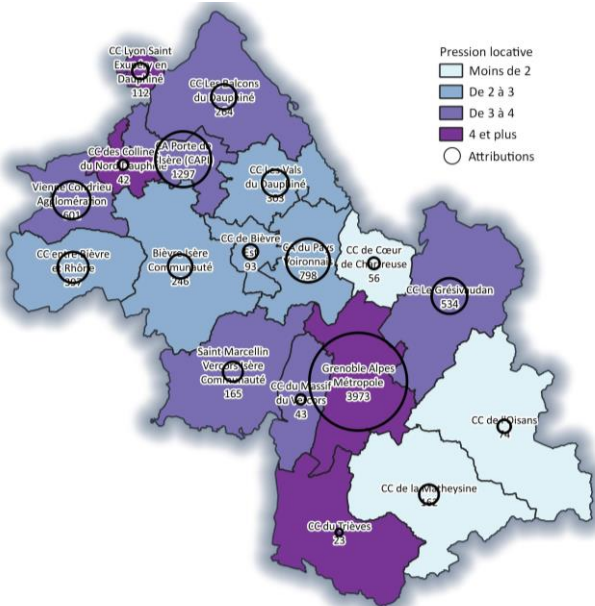 Pression locative
Moins de 2
De 2 à 3
De 3 à 4
4 et plus
Attributions
CC Lyon Saint
Exupéry en
Dauphiné
112
CC Les Balcons
du Dauphiné
264
CC des Collines
du Nord Dauphiné
42
CA Porte de
l'Isère (CAPI)
1297
Vienne Condrieu
Agglomération
601
CC Les Vals
du Dauphiné
303
CC entre Bièvre
et Rhône
Bièvre Isère
Communauté
246
CC de Bièvre
Est
93
CA du Pays
Voironnais
798
CC de Cœur
de Chartreuse
56
CC Le Grésivaudan
534
Saint Marcellin
Vercors Isère
Communauté
165
CC du Massif
du Vercors
43
Grenoble Alpes
Métropole
3973
CC de l'Oisans
74
CC de la Matheysine
162
CC du Trièves
23